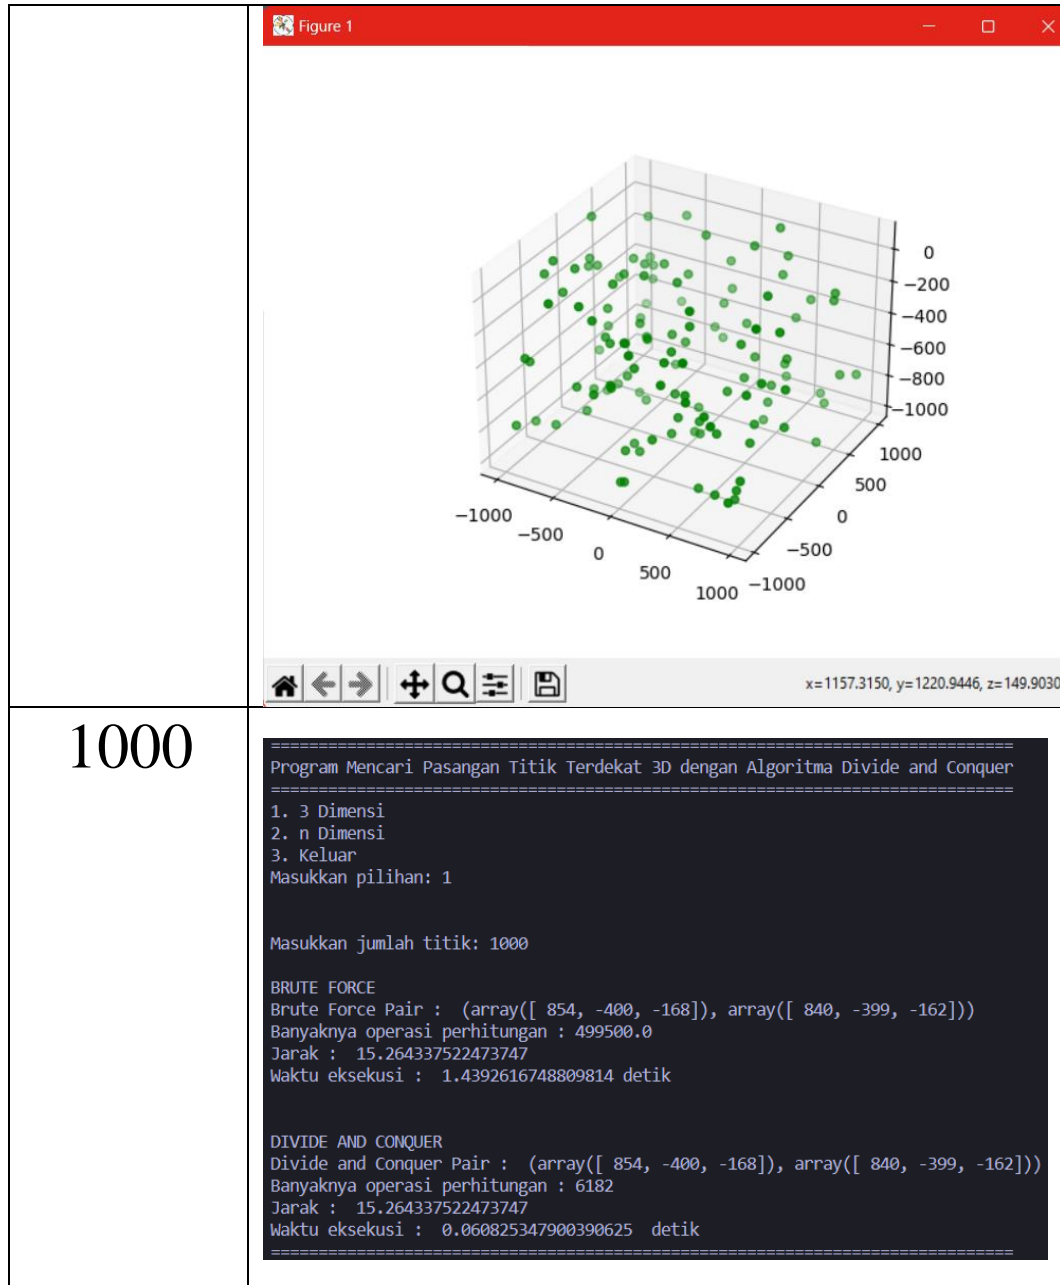 Figure 1
0
−200
−400
−600
−800
−1000
1000
500
0
−500
−1000
−1000
−500
0
500
1000
x=1157.3150, y=1220.9446, z=149.9030
1000
==============================================================================
Program Mencari Pasangan Titik Terdekat 3D dengan Algoritma Divide and Conquer
==============================================================================
1. 3 Dimensi
2. n Dimensi
3. Keluar
Masukkan pilihan: 1
Masukkan jumlah titik: 1000
BRUTE FORCE
Brute Force Pair :  (array([ 854, -400, -168]), array([ 840, -399, -162]))
Banyaknya operasi perhitungan : 499500.0
Jarak :  15.264337522473747
Waktu eksekusi :  1.4392616748809814 detik
DIVIDE AND CONQUER
Divide and Conquer Pair :  (array([ 854, -400, -168]), array([ 840, -399, -162]))
Banyaknya operasi perhitungan : 6182
Jarak :  15.264337522473747
Waktu eksekusi :  0.060825347900390625  detik
==============================================================================